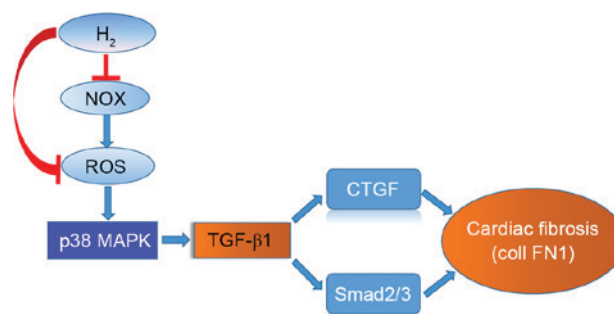 H₂
NOX
ROS
p38 MAPK
TGF-β1
CTGF
Smad2/3
Cardiac fibrosis
(coll FN1)